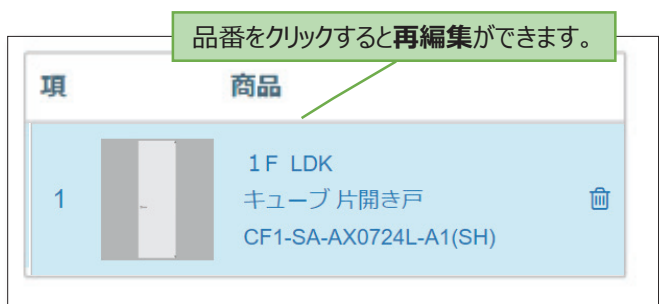 品番をクリックすると再編集ができます。
項 商品
１F LDK
1 キューブ 片開き戸
CF1-SA-AX0724L-A1(SH)